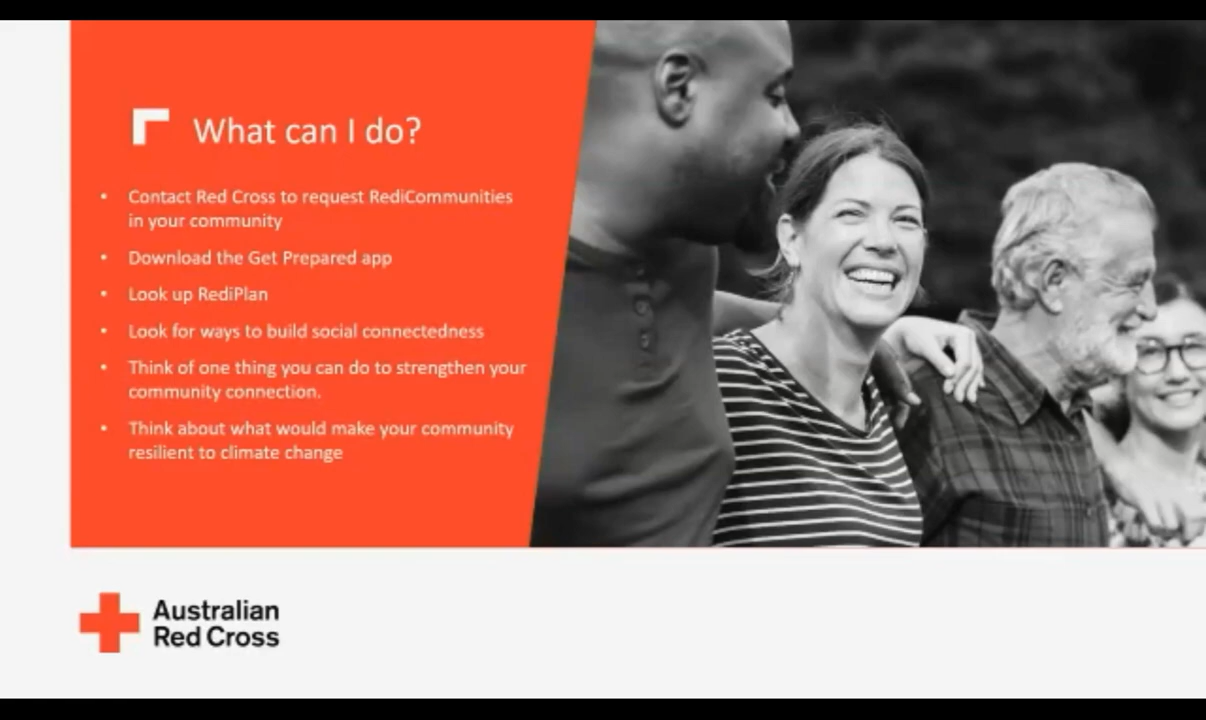 What can I do?
• Contact Red Cross to request RediCommunities
in your community
• Download the Get Prepared app
• Look up RediPlan
• Look for ways to build social connectedness
• Think of one thing you can do to strengthen your
community connection.
• Think about what would make your community
resilient to climate change
Australian
Red Cross